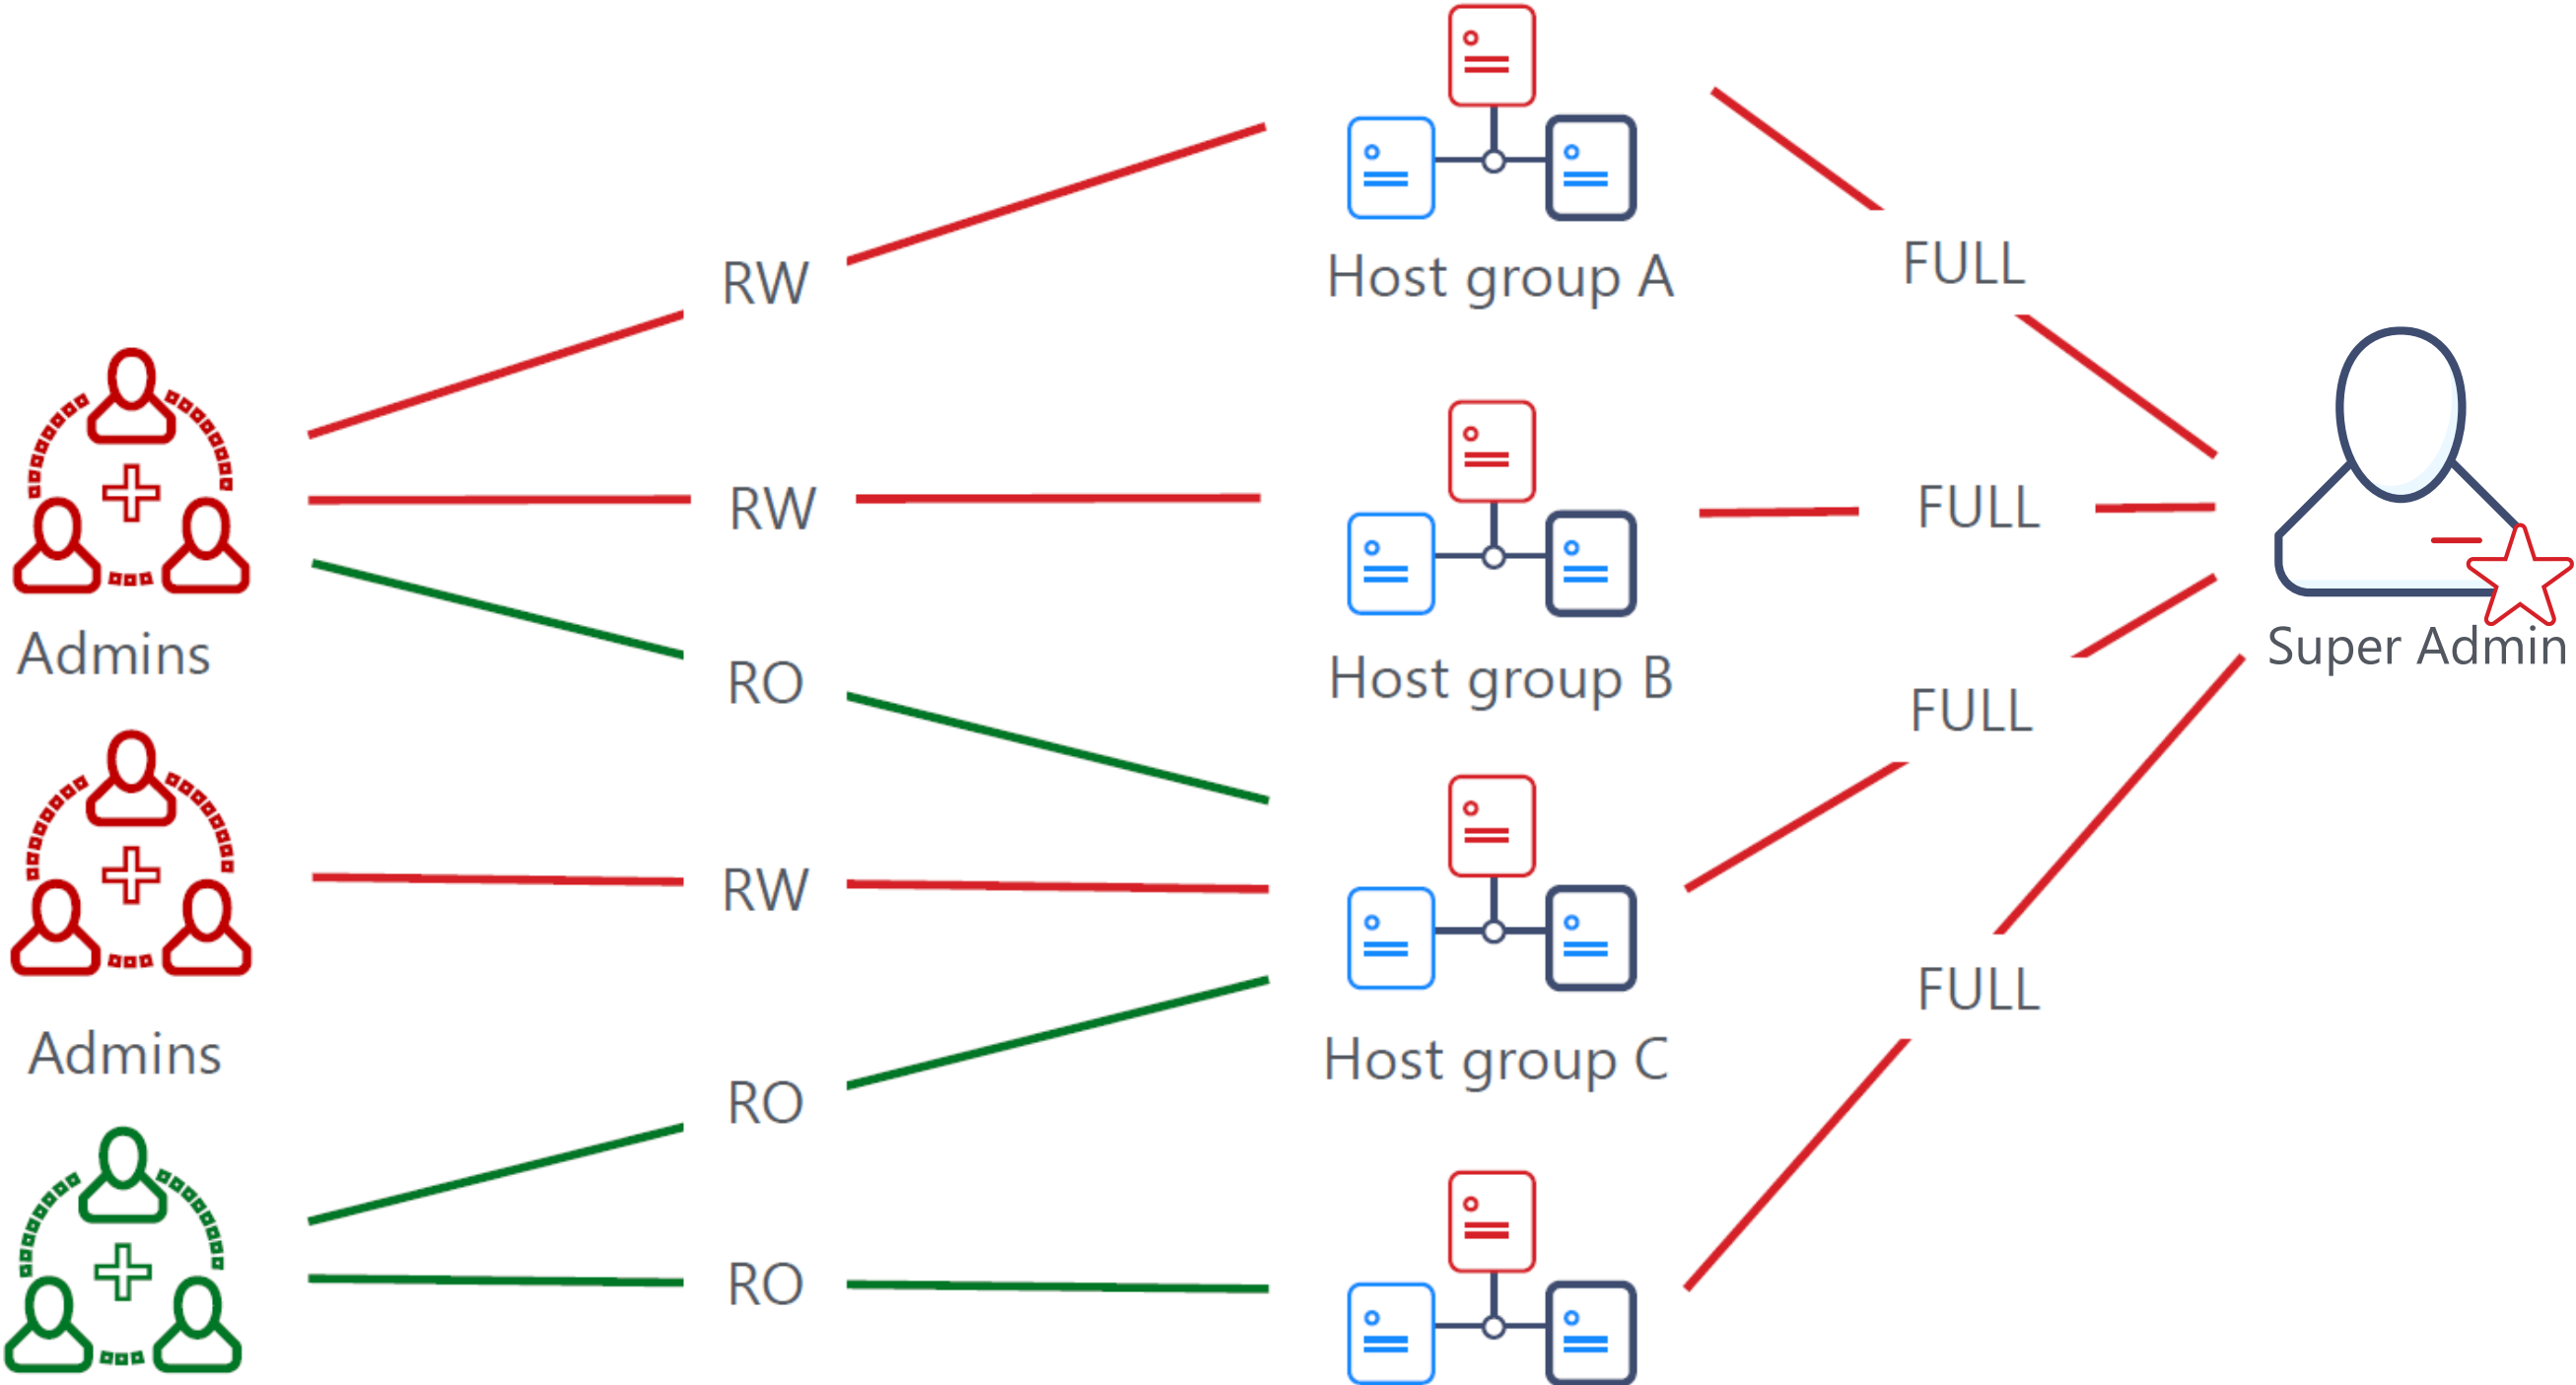 RW
Host group A
FULL
RW
FULL
Admins
RO
Host group B
Super Admin
FULL
RW
Admins
Host group C
FULL
RO
RO